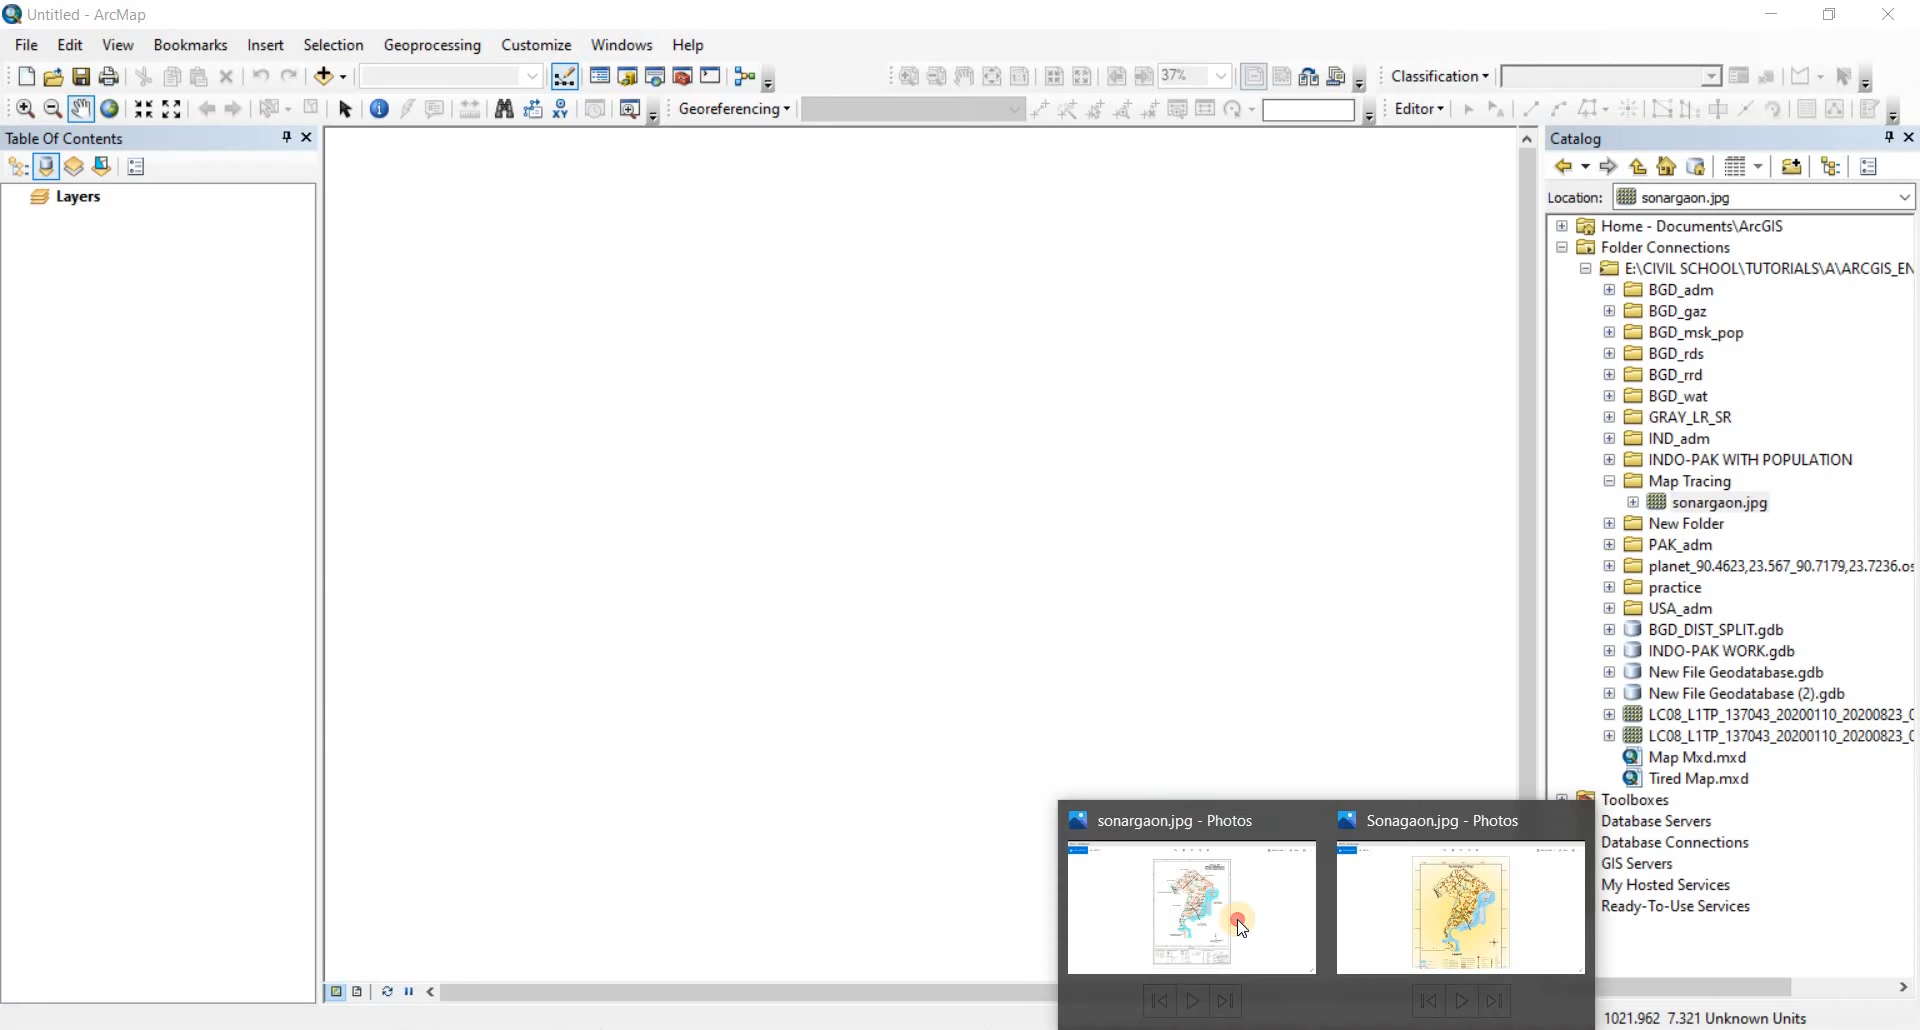 Untitled - ArcMap
File Edit View Bookmarks Insert Selection Geoprocessing Customize Windows Help
37% Classification
Georeferencing Editor
Table Of Contents
Layers
Catalog
Location: sonargaon.jpg
Home - Documents\ArcGIS
Folder Connections
E:\CIVIL SCHOOL\TUTORIALS\A\ARCGIS_EN
BGD_adm
BGD_gaz
BGD_msk_pop
BGD_rds
BGD_rrd
BGD_wat
GRAY_LR_SR
IND_adm
INDO-PAK WITH POPULATION
Map Tracing
sonargaon.jpg
New Folder
PAK_adm
planet_90.4623,23.567_90.7179,23.7236.os
practice
USA_adm
BGD_DIST_SPLIT.gdb
INDO-PAK WORK.gdb
New File Geodatabase.gdb
New File Geodatabase (2).gdb
LC08_L1TP_137043_20200110_20200823_0
LC08_L1TP_137043_20200110_20200823_0
Map Mxd.mxd
Tired Map.mxd
Toolboxes
Database Servers
Database Connections
GIS Servers
My Hosted Services
Ready-To-Use Services
sonargaon.jpg - Photos
Sonagaon.jpg - Photos
1021.962 7.321 Unknown Units